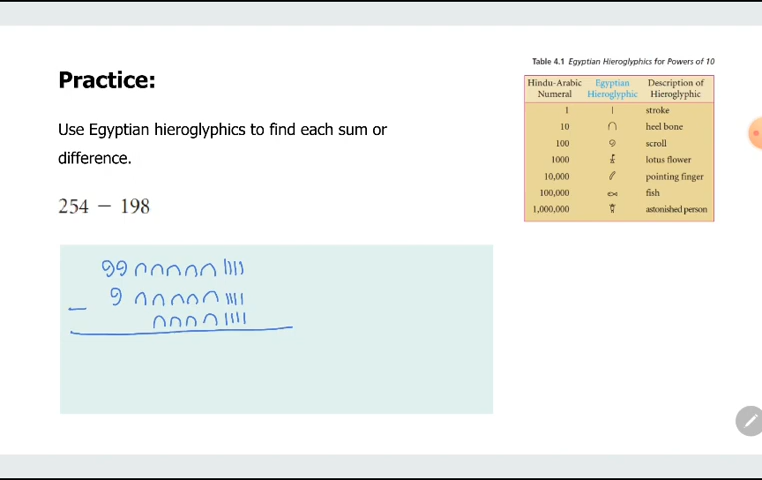 Table 4.1 Egyptian Hieroglyphics for Powers of 10
Hindu-Arabic Numeral Egyptian Hieroglyphic Description of Hieroglyphic
1 | stroke
10 ∩ heel bone
100 scroll
1000 lotus flower
10,000 pointing finger
100,000 fish
1,000,000 astonished person
Practice:
Use Egyptian hieroglyphics to find each sum or
difference.
254 − 198
99 ∩∩∩∩∩ ||||
− 9 ∩∩∩∩∩ ||||
∩∩∩∩ ||||